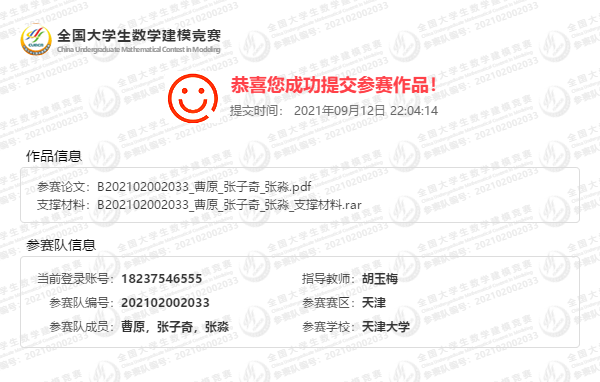 全国大学生数学建模竞赛
China Undergraduate Mathematical Contest in Modeling
恭喜您成功提交参赛作品！
提交时间： 2021年09月12日 22:04:14
作品信息
参赛论文：B202102002033_曹原_张子奇_张淼.pdf
支撑材料：B202102002033_曹原_张子奇_张淼_支撑材料.rar
参赛队信息
当前登录账号：18237546555 指导教师：胡玉梅
参赛队编号：202102002033 参赛赛区：天津
参赛队成员：曹原，张子奇，张淼 参赛学校：天津大学